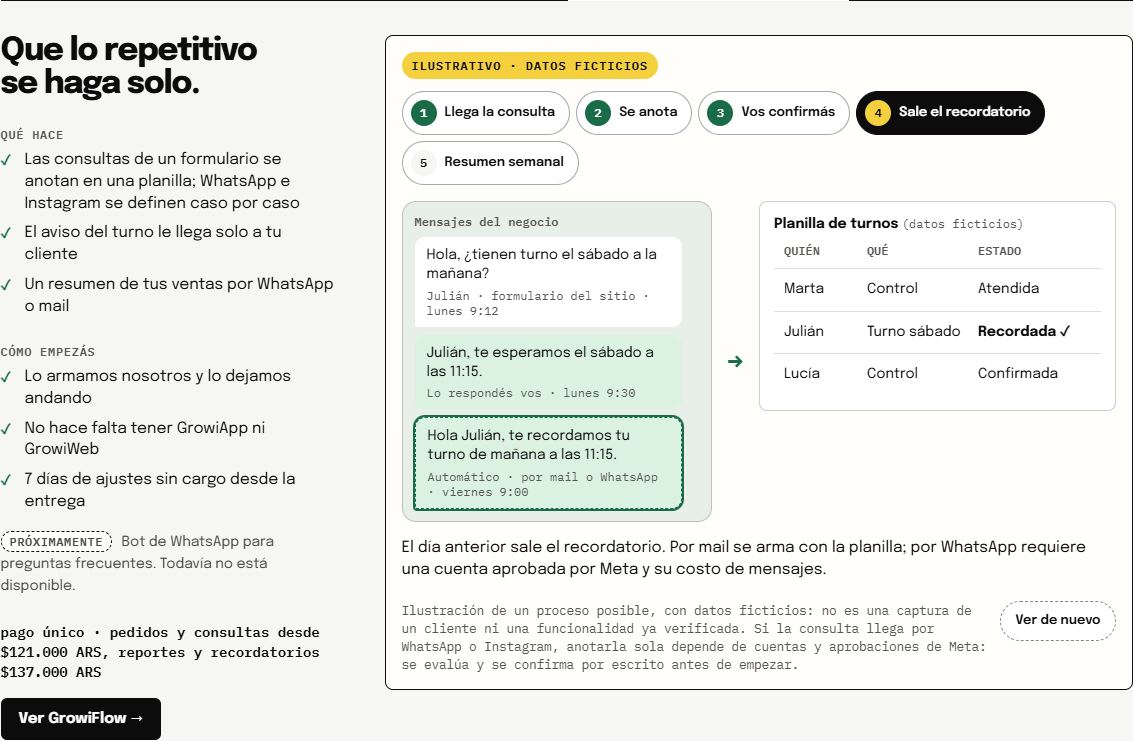 Que lo repetitivo
se haga solo.
QUÉ HACE
✓ Las consultas de un formulario se
anotan en una planilla; WhatsApp e
Instagram se definen caso por caso
✓ El aviso del turno le llega solo a tu
cliente
✓ Un resumen de tus ventas por WhatsApp
o mail
CÓMO EMPEZÁS
✓ Lo armamos nosotros y lo dejamos
andando
✓ No hace falta tener GrowiApp ni
GrowiWeb
✓ 7 días de ajustes sin cargo desde la
entrega
PRÓXIMAMENTE Bot de WhatsApp para
preguntas frecuentes. Todavía no está
disponible.
pago único · pedidos y consultas desde
$121.000 ARS, reportes y recordatorios
$137.000 ARS
Ver GrowiFlow →
ILUSTRATIVO · DATOS FICTICIOS
1 Llega la consulta
2 Se anota
3 Vos confirmás
4 Sale el recordatorio
5 Resumen semanal
Mensajes del negocio
Hola, ¿tienen turno el sábado a la
mañana?
Julián · formulario del sitio ·
lunes 9:12
Julián, te esperamos el sábado a
las 11:15.
Lo respondés vos · lunes 9:30
Hola Julián, te recordamos tu
turno de mañana a las 11:15.
Automático · por mail o WhatsApp
· viernes 9:00
→
Planilla de turnos (datos ficticios)
QUIÉN QUÉ ESTADO
Marta Control Atendida
Julián Turno sábado Recordada ✓
Lucía Control Confirmada
El día anterior sale el recordatorio. Por mail se arma con la planilla; por WhatsApp requiere
una cuenta aprobada por Meta y su costo de mensajes.
Ilustración de un proceso posible, con datos ficticios: no es una captura de
un cliente ni una funcionalidad ya verificada. Si la consulta llega por
WhatsApp o Instagram, anotarla sola depende de cuentas y aprobaciones de Meta:
se evalúa y se confirma por escrito antes de empezar.
Ver de nuevo